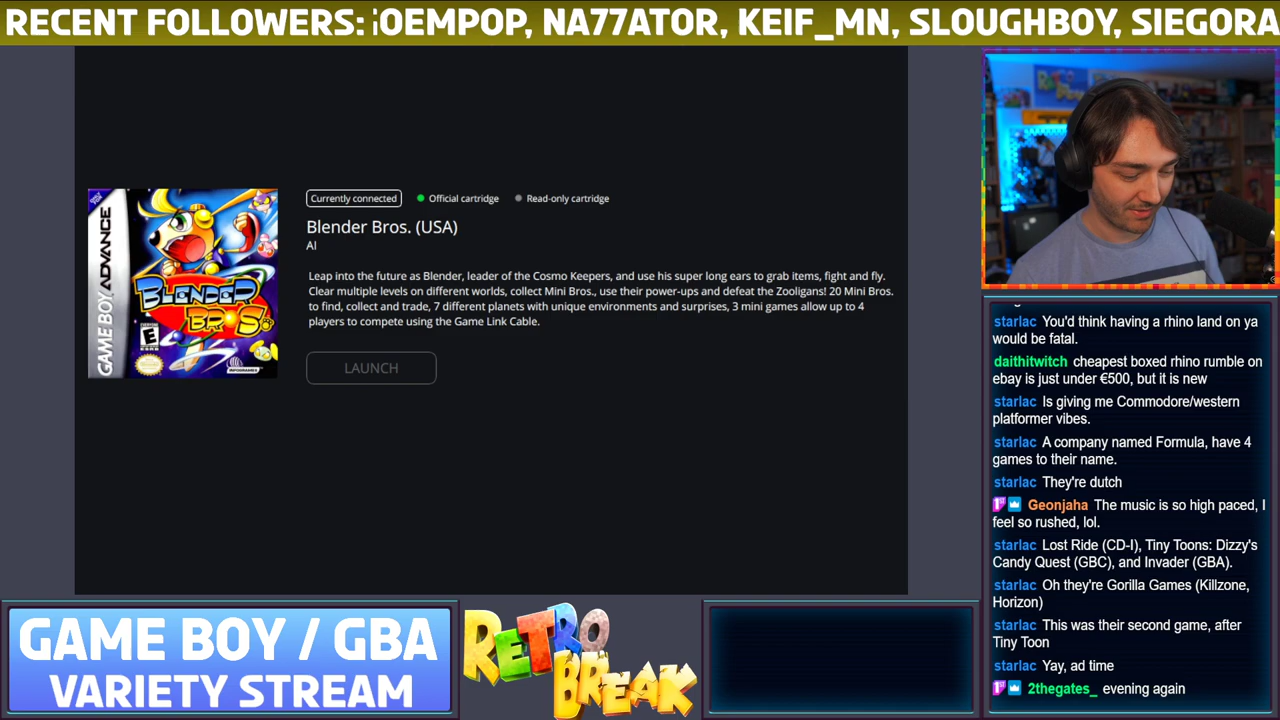 RECENT FOLLOWERS: iOEMPOP, NA77ATOR, KEIF_MN, SLOUGHBOY, SIEGORA
GAME BOY ADVANCE
BLENDER
BROS.
E
Currently connected
Official cartridge
Read-only cartridge
Blender Bros. (USA)
AI
Leap into the future as Blender, leader of the Cosmo Keepers, and use his super long ears to grab items, fight and fly.
Clear multiple levels on different worlds, collect Mini Bros., use their power-ups and defeat the Zooligans! 20 Mini Bros.
to find, collect and trade, 7 different planets with unique environments and surprises, 3 mini games allow up to 4
players to compete using the Game Link Cable.
LAUNCH
starlac You'd think having a rhino land on ya
would be fatal.
daithitwitch cheapest boxed rhino rumble on
ebay is just under €500, but it is new
starlac Is giving me Commodore/western
platformer vibes.
starlac A company named Formula, have 4
games to their name.
starlac They're dutch
Geonjaha The music is so high paced, I
feel so rushed, lol.
starlac Lost Ride (CD-I), Tiny Toons: Dizzy's
Candy Quest (GBC), and Invader (GBA).
starlac Oh they're Gorilla Games (Killzone,
Horizon)
starlac This was their second game, after
Tiny Toon
starlac Yay, ad time
2thegates_ evening again
GAME BOY / GBA
VARIETY STREAM
RETRO
BREAK